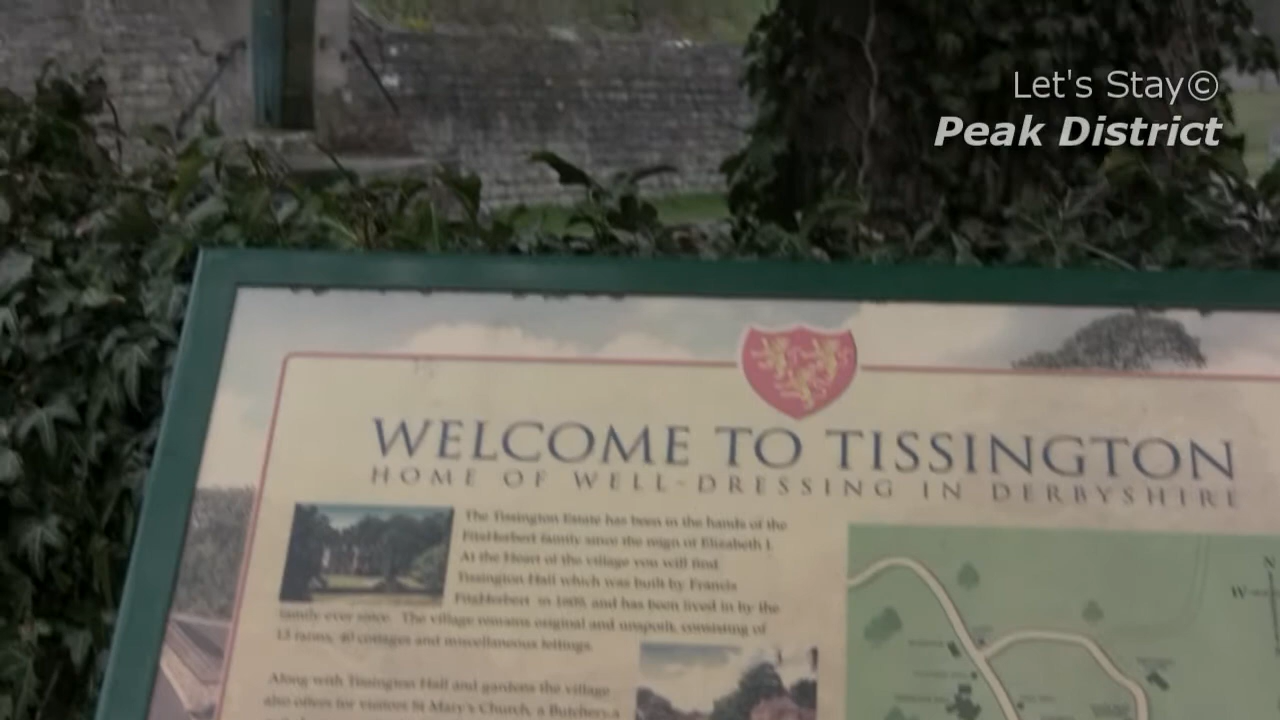 Let's Stay©
Peak District
WELCOME TO TISSINGTON
HOME OF WELL-DRESSING IN DERBYSHIRE
The Tissington Estate has been in the hands of the
FitzHerbert family since the reign of Elizabeth I.
At the Heart of the village you will find
Tissington Hall which was built by Francis
FitzHerbert in 1609, and has been lived in by the
family ever since. The village remains original and unspoilt, consisting of
13 farms, 40 cottages and miscellaneous lettings.
Along with Tissington Hall and gardens the village
also offers for visitors St Mary's Church, a Butchery, a
N
W